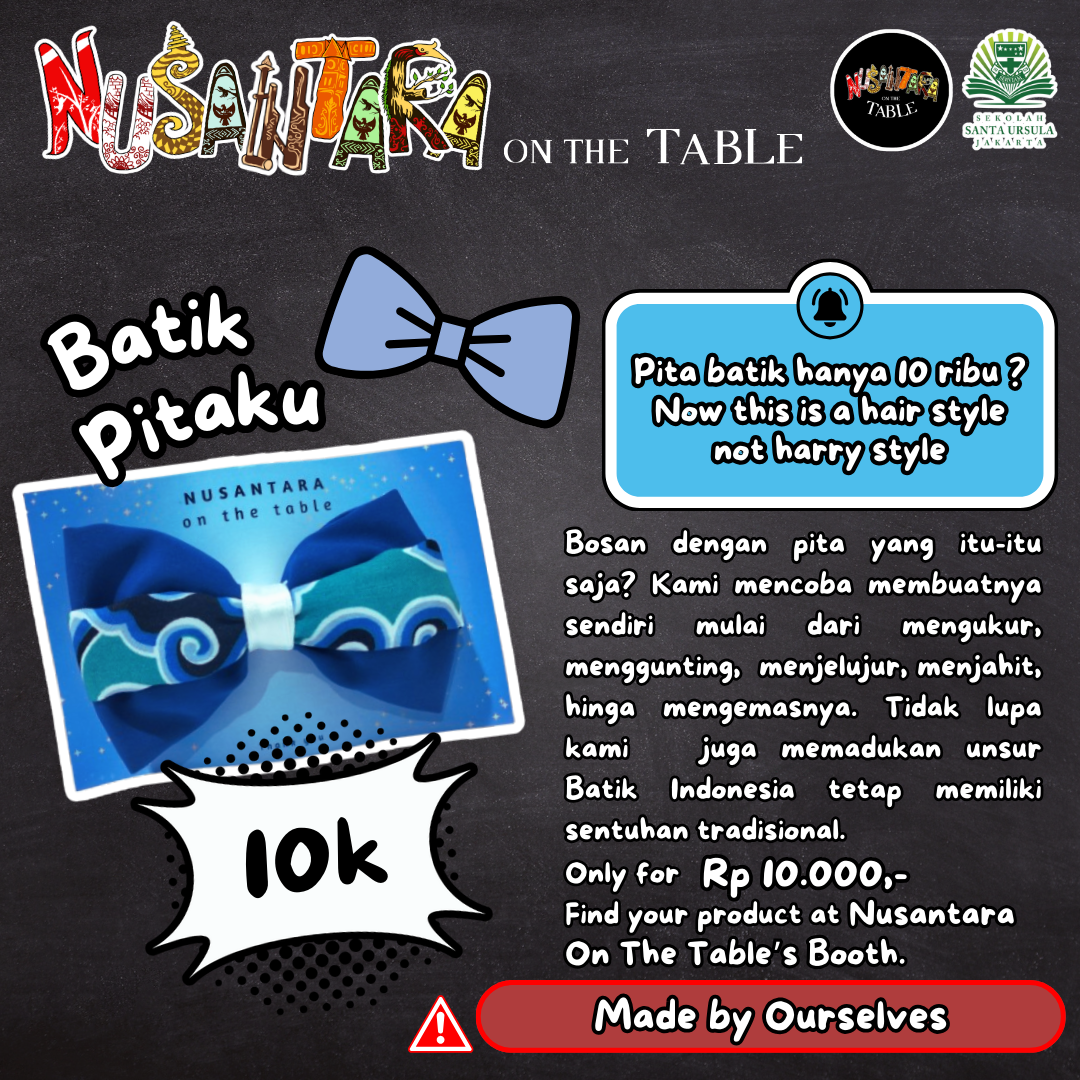 NUSANTARA ON THE TABLE
NUSANTARA
ON THE
TABLE
SERVIAM
SEKOLAH
SANTA URSULA
JAKARTA
Batik
Pitaku
Pita batik hanya 10 ribu ?
Now this is a hair style
not harry style
NUSANTARA
on the table
10k
Bosan dengan pita yang itu-itu
saja? Kami mencoba membuatnya
sendiri mulai dari mengukur,
menggunting, menjelujur, menjahit,
hinga mengemasnya. Tidak lupa
kami juga memadukan unsur
Batik Indonesia tetap memiliki
sentuhan tradisional.
Only for Rp 10.000,-
Find your product at Nusantara
On The Table's Booth.
Made by Ourselves